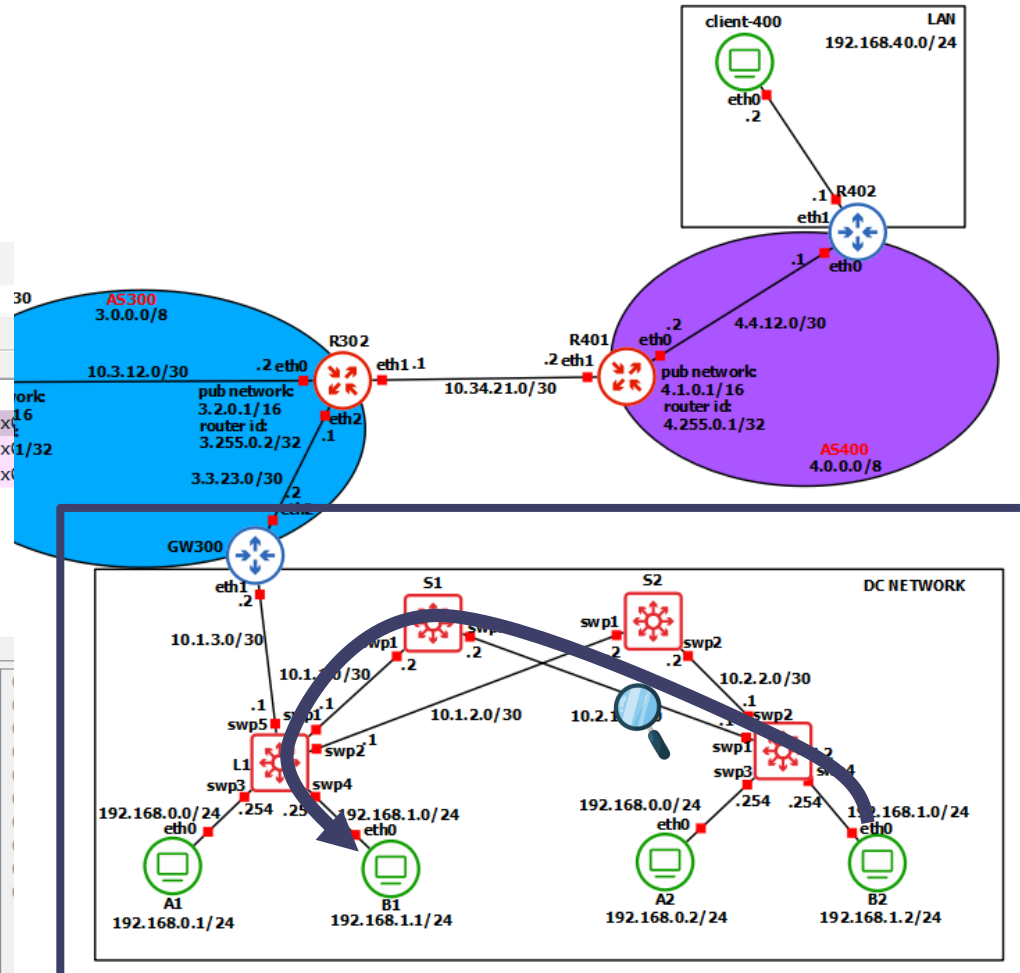 client-400
LAN
192.168.40.0/24
eth0
.2
.1
R402
eth1
.1
eth0
30
AS300
3.0.0.0/8
R302
R401
.2
eth0
4.4.12.0/30
10.3.12.0/30
.2 eth0
eth1 .1
.2 eth1
10.34.21.0/30
pub network:
3.2.0.1/16
router id:
3.255.0.2/32
eth2
.1
pub network:
4.1.0.1/16
router id:
4.255.0.1/32
16
1/32
AS400
4.0.0.0/8
3.3.23.0/30
.2
GW300
eth1
.2
S1
S2
DC NETWORK
10.1.3.0/30
swp1
.2
.2
swp1
.2
swp2
.2
10.2.2.0/30
10.1.2.0/30
.1
swp5
.1
swp2
.1
L1
.1
swp2
.1
swp1
swp3
.254
swp4
swp3
.254
.254
192.168.0.0/24
eth0
192.168.1.0/24
eth0
192.168.0.0/24
eth0
eth0
A1
192.168.0.1/24
B1
192.168.1.1/24
A2
192.168.0.2/24
B2
192.168.1.2/24